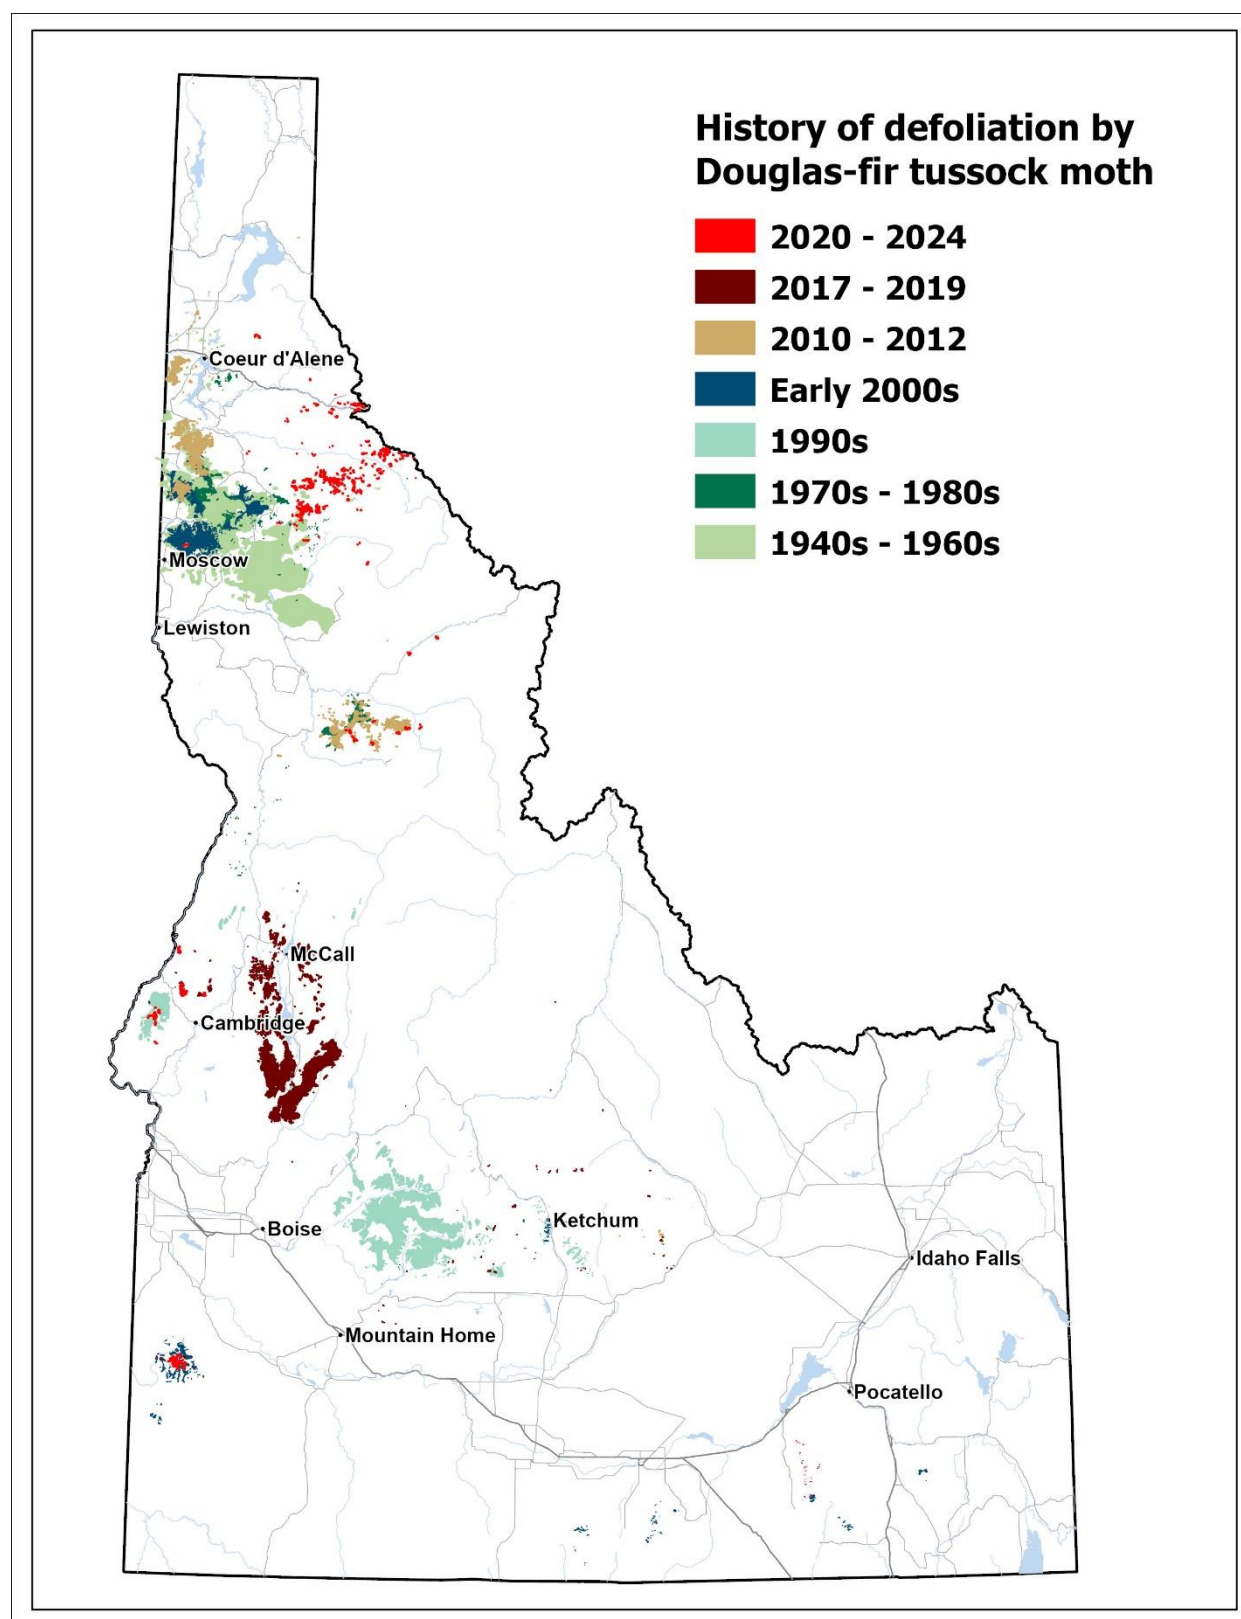 History of defoliation by
Douglas-fir tussock moth
2020 - 2024
2017 - 2019
2010 - 2012
Early 2000s
1990s
1970s - 1980s
1940s - 1960s
Coeur d'Alene
Moscow
Lewiston
McCall
Cambridge
Boise
Ketchum
Idaho Falls
Mountain Home
Pocatello